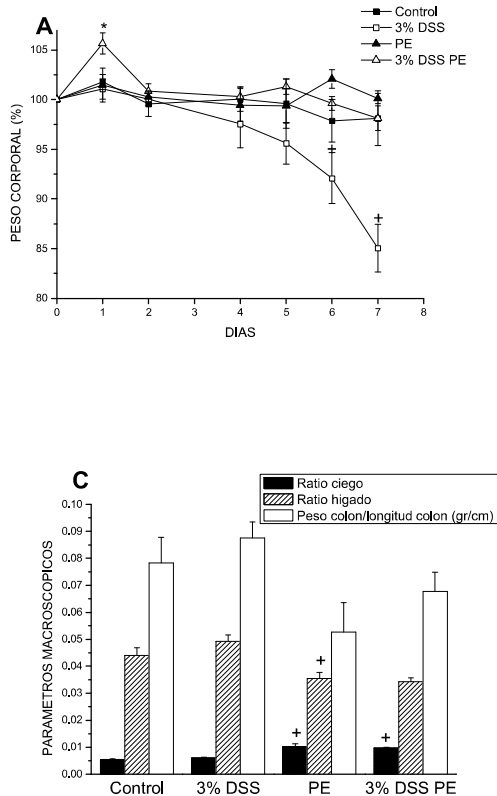 A
Control
3% DSS
PE
3% DSS PE
*
+
+
+
PESO CORPORAL (%)
105
100
95
90
85
80
0 1 2 4 5 6 7 8
DIAS
C
Ratio ciego
Ratio higado
Peso colon/longitud colon (gr/cm)
PARAMETROS MACROSCOPICOS
0.10
0.09
0.08
0.07
0.06
0.05
0.04
0.03
0.02
0.01
0.00
+
+
+
Control 3% DSS PE 3% DSS PE